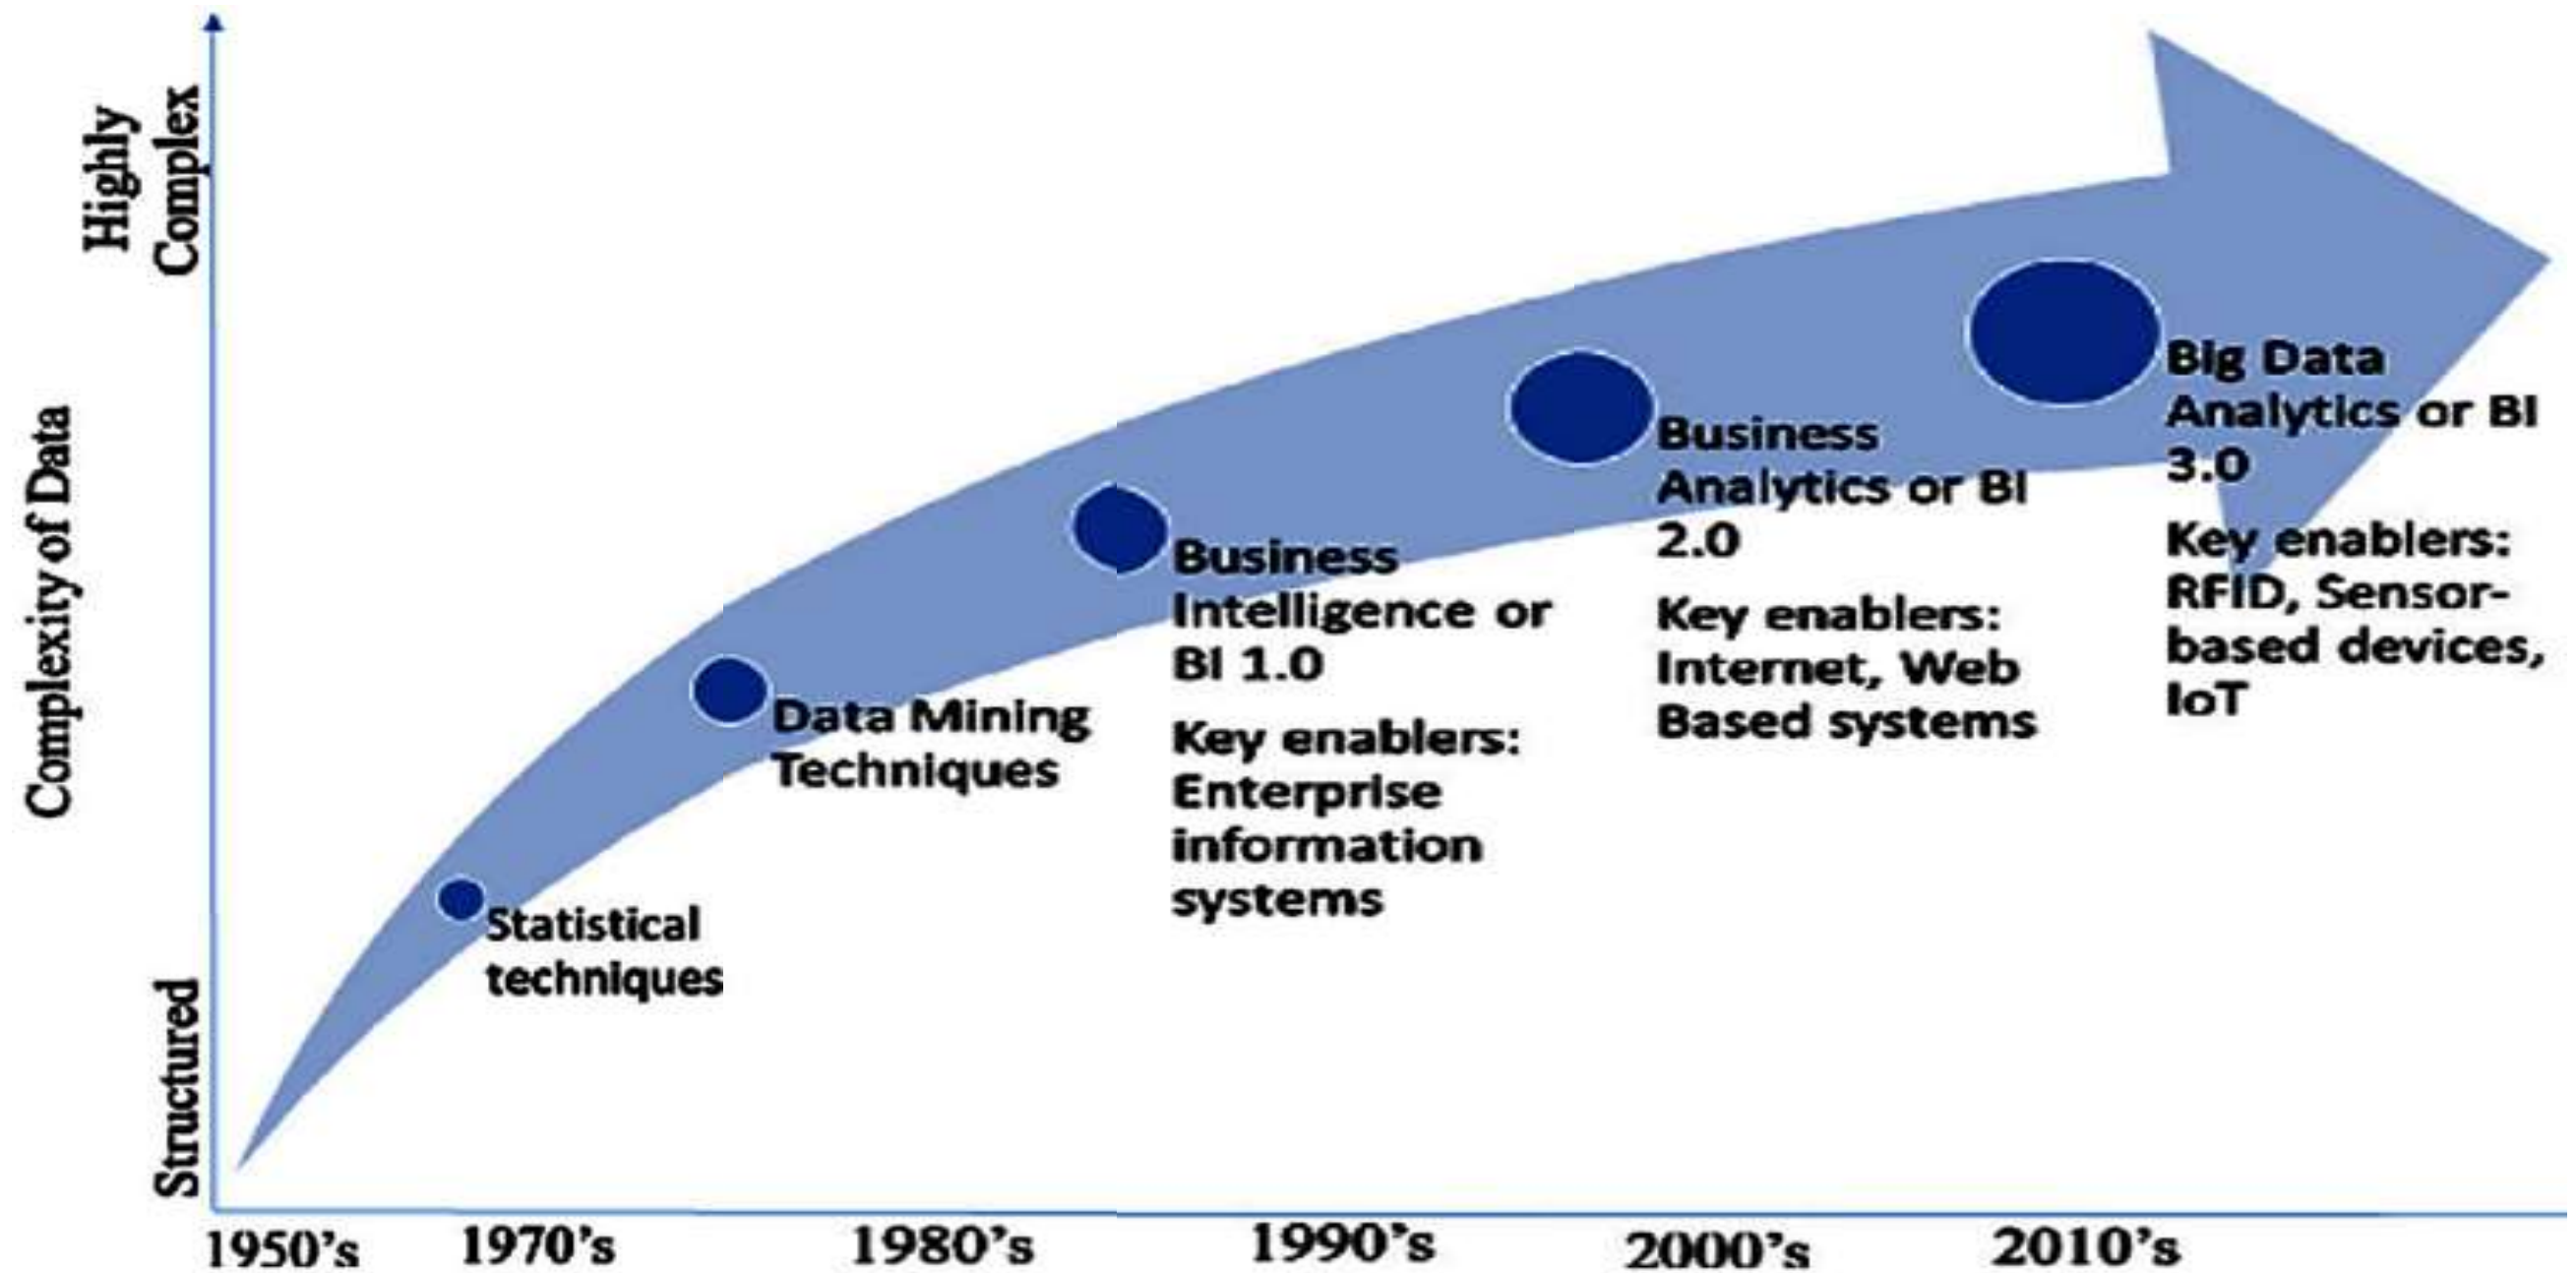 Highly
Complex
Complexity of Data
Structured
Statistical
techniques
Data Mining
Techniques
Business
Intelligence or
BI 1.0
Key enablers:
Enterprise
information
systems
Business
Analytics or BI
2.0
Key enablers:
Internet, Web
Based systems
Big Data
Analytics or BI
3.0
Key enablers:
RFID, Sensor-
based devices,
IoT
1950's 1970's 1980's 1990's 2000's 2010's